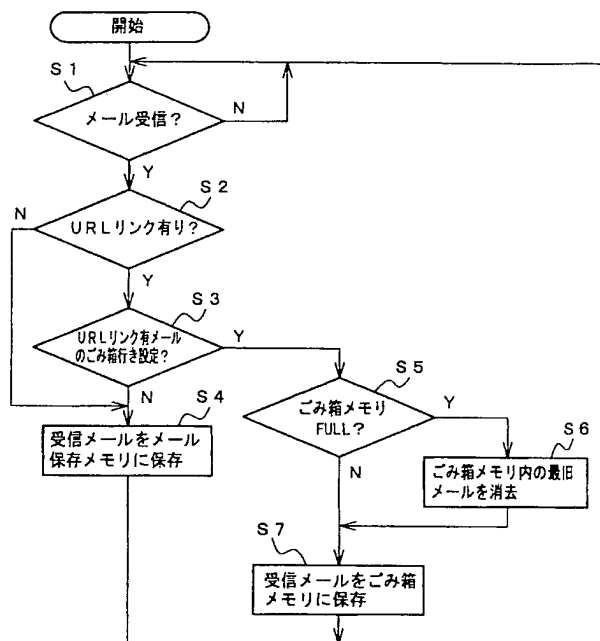 開始
S1
メール受信?
N
Y
S2
N
URLリンク有り?
Y
S3
URLリンク有メール
のごみ箱行き設定?
Y
N
S4
受信メールをメール
保存メモリに保存
S5
ごみ箱メモリ
FULL?
Y
N
S6
ごみ箱メモリ内の最旧
メールを消去
S7
受信メールをごみ箱
メモリに保存